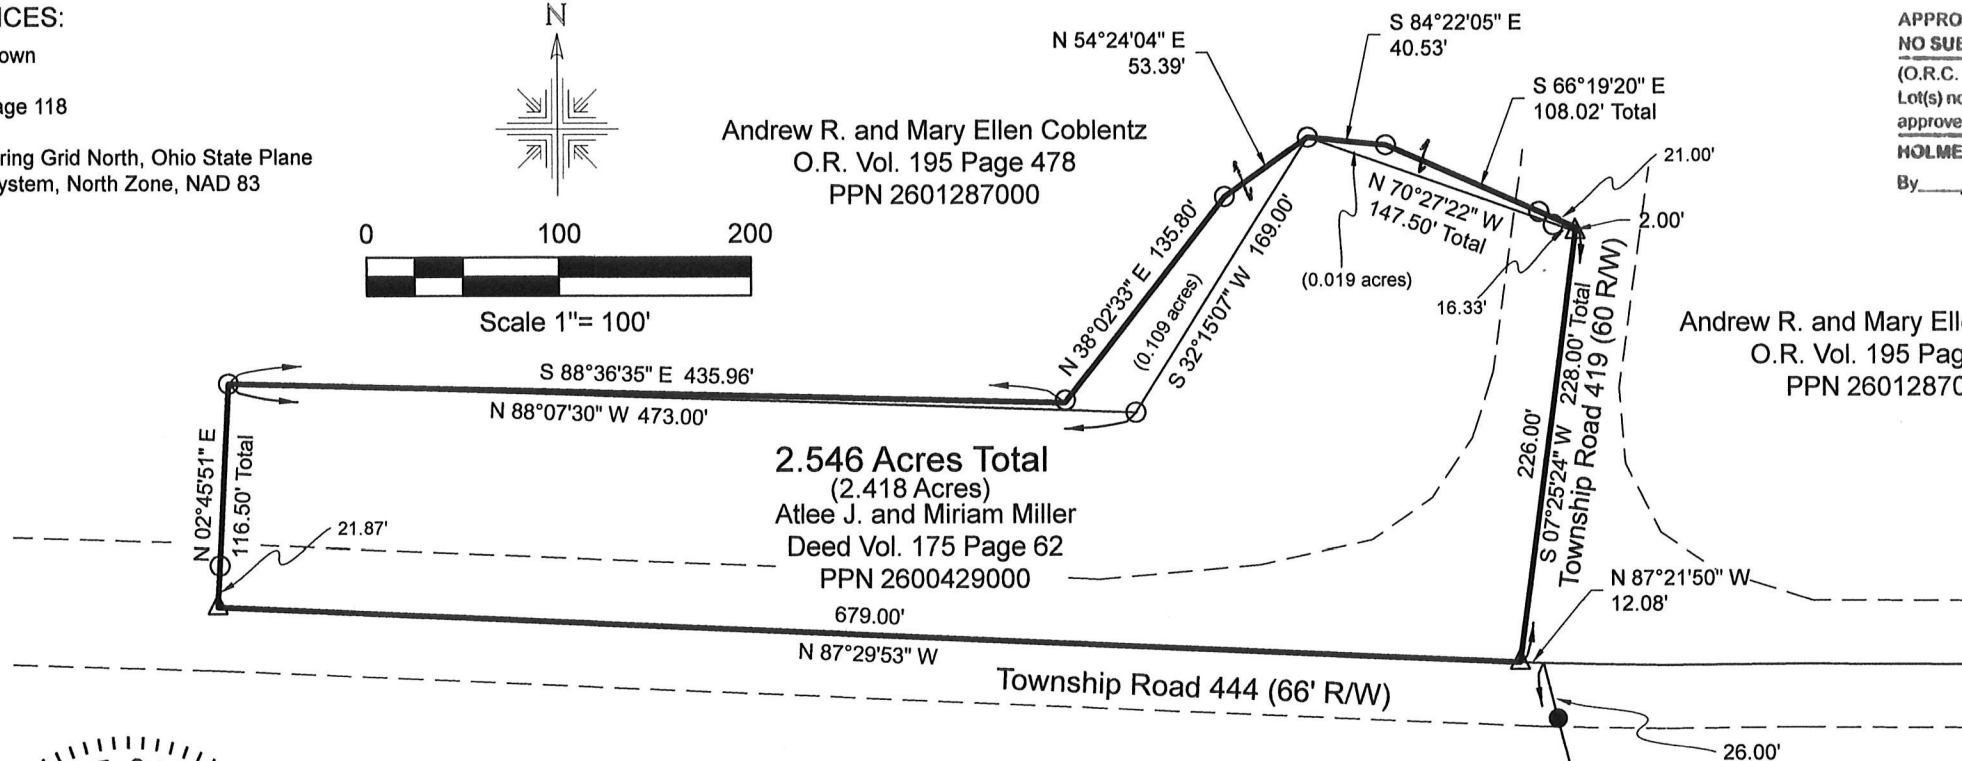 ICES:
own
age 118
ring Grid North, Ohio State Plane
ystem, North Zone, NAD 83
N
0 100 200
Scale 1"= 100'
Andrew R. and Mary Ellen Coblentz
O.R. Vol. 195 Page 478
PPN 2601287000
N 54°24'04" E
53.39'
S 84°22'05" E
40.53'
S 66°19'20" E
108.02' Total
APPRO
NO SUB
(O.R.C.
Lot(s) no
approve
HOLME
By
21.00'
2.00'
N 70°27'22" W
147.50' Total
(0.019 acres)
16.33'
N 38°02'33" E 135.80'
(0.109 acres)
S 32°15'07" W 169.00'
S 88°36'35" E 435.96'
N 88°07'30" W 473.00'
N 02°45'51" E
116.50' Total
21.87'
2.546 Acres Total
(2.418 Acres)
Atlee J. and Miriam Miller
Deed Vol. 175 Page 62
PPN 2600429000
226.00'
S 07°25'24" W 228.00' Total
Township Road 419 (60 R/W)
Andrew R. and Mary Elle
O.R. Vol. 195 Pag
PPN 26012870
N 87°21'50" W
12.08'
679.00'
N 87°29'53" W
Township Road 444 (66' R/W)
26.00'